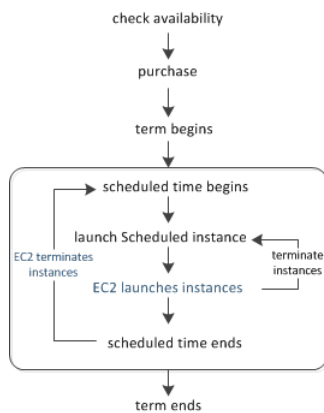 check availability
purchase
term begins
scheduled time begins
launch Scheduled instance
EC2 terminates
instances
terminate
instances
EC2 launches instances
scheduled time ends
term ends